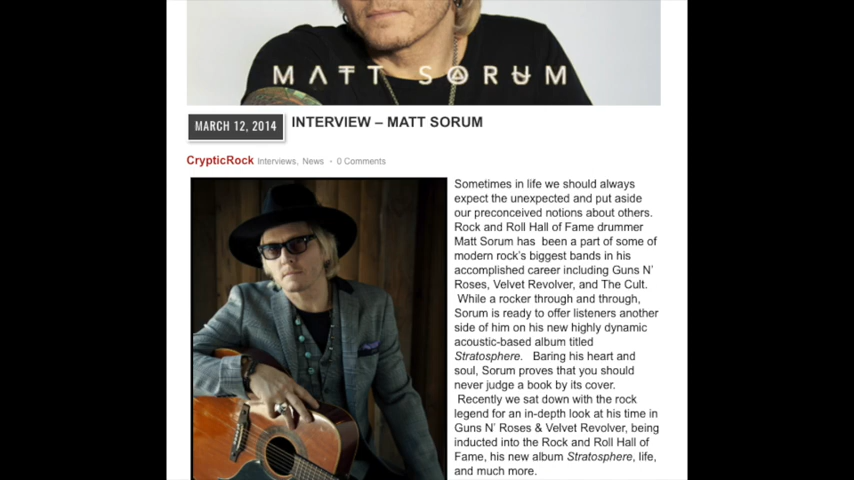 MATT SORUM
MARCH 12, 2014
INTERVIEW – MATT SORUM
CrypticRock Interviews, News • 0 Comments
Sometimes in life we should always
expect the unexpected and put aside
our preconceived notions about others.
Rock and Roll Hall of Fame drummer
Matt Sorum has been a part of some of
modern rock's biggest bands in his
accomplished career including Guns N'
Roses, Velvet Revolver, and The Cult.
While a rocker through and through,
Sorum is ready to offer listeners another
side of him on his new highly dynamic
acoustic-based album titled
Stratosphere. Baring his heart and
soul, Sorum proves that you should
never judge a book by its cover.
Recently we sat down with the rock
legend for an in-depth look at his time in
Guns N' Roses & Velvet Revolver, being
inducted into the Rock and Roll Hall of
Fame, his new album Stratosphere, life,
and much more.